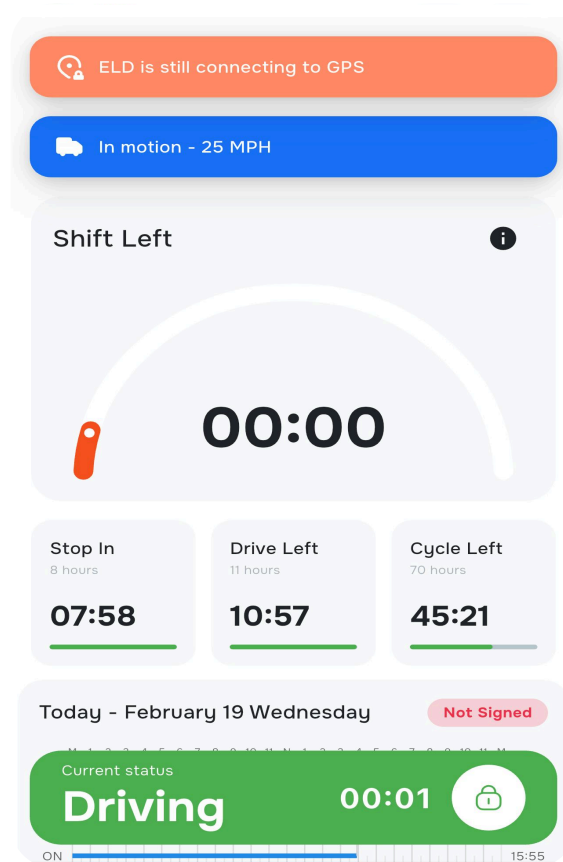 ELD is still connecting to GPS
In motion - 25 MPH
Shift Left
00:00
Stop In
8 hours
07:58
Drive Left
11 hours
10:57
Cycle Left
70 hours
45:21
Today - February 19 Wednesday
Not Signed
Current status
Driving
00:01
ON
15:55